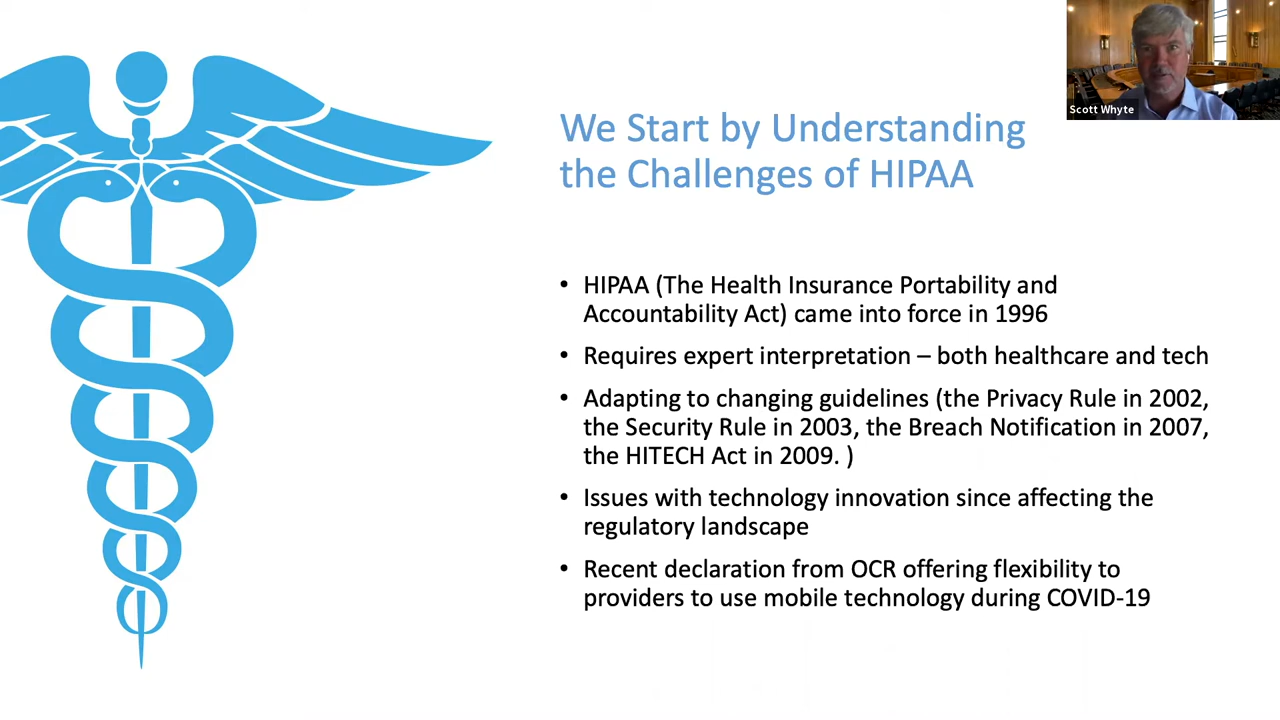 Scott Whyte
We Start by Understanding
the Challenges of HIPAA
• HIPAA (The Health Insurance Portability and
Accountability Act) came into force in 1996
• Requires expert interpretation – both healthcare and tech
• Adapting to changing guidelines (the Privacy Rule in 2002,
the Security Rule in 2003, the Breach Notification in 2007,
the HITECH Act in 2009. )
• Issues with technology innovation since affecting the
regulatory landscape
• Recent declaration from OCR offering flexibility to
providers to use mobile technology during COVID-19